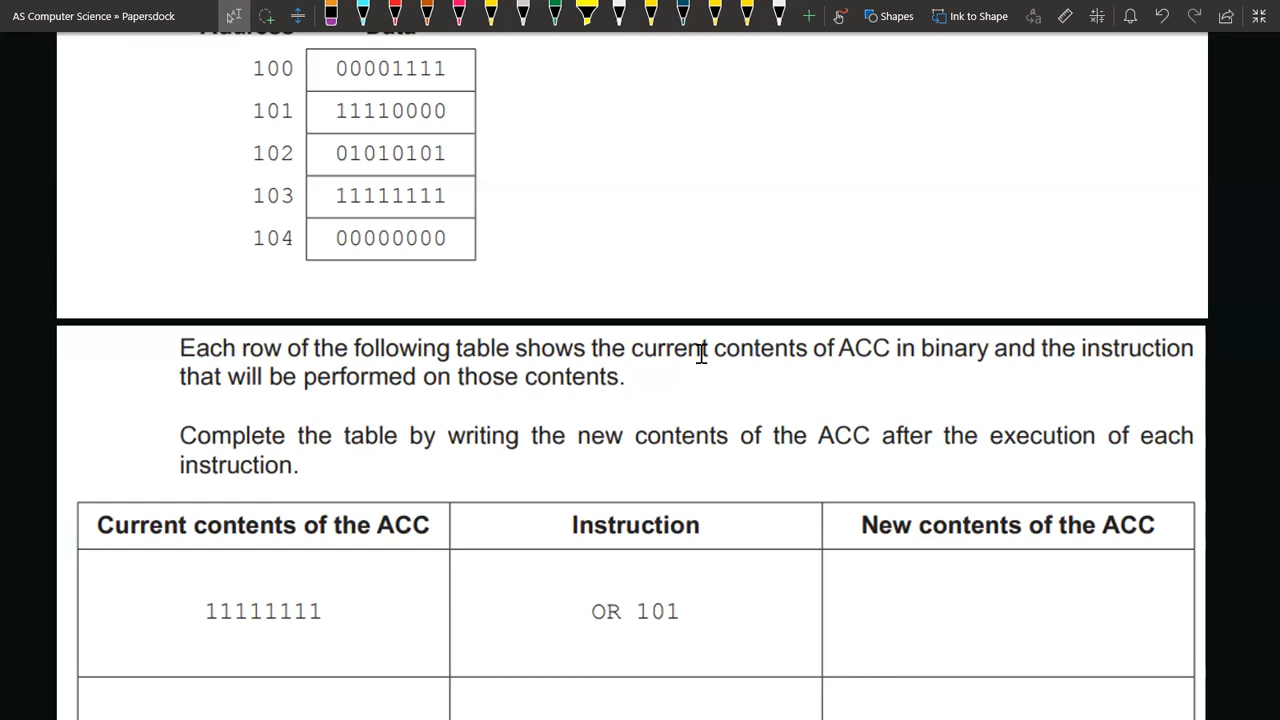 AS Computer Science » Papersdock
Shapes
Ink to Shape
Address Data
100 00001111
101 11110000
102 01010101
103 11111111
104 00000000
Each row of the following table shows the current contents of ACC in binary and the instruction
that will be performed on those contents.
Complete the table by writing the new contents of the ACC after the execution of each
instruction.
Current contents of the ACC Instruction New contents of the ACC
11111111 OR 101